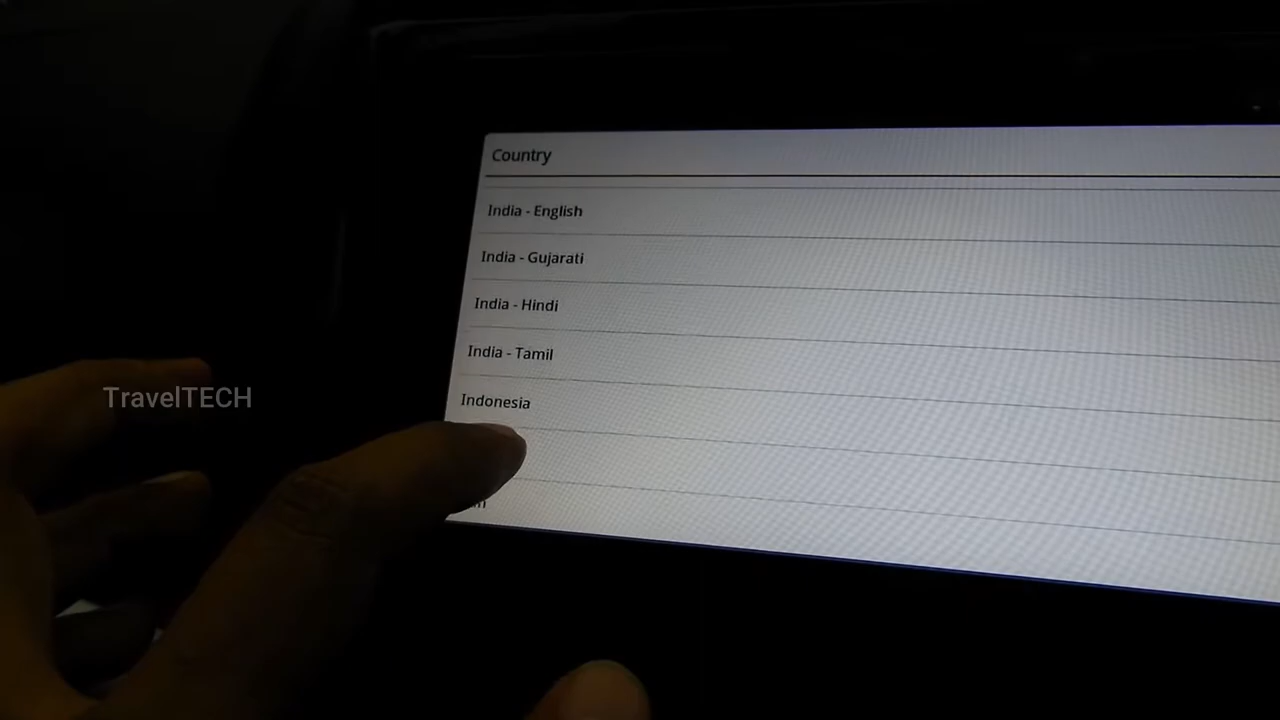 Country
India - English
India - Gujarati
India - Hindi
India - Tamil
Indonesia
TravelTECH